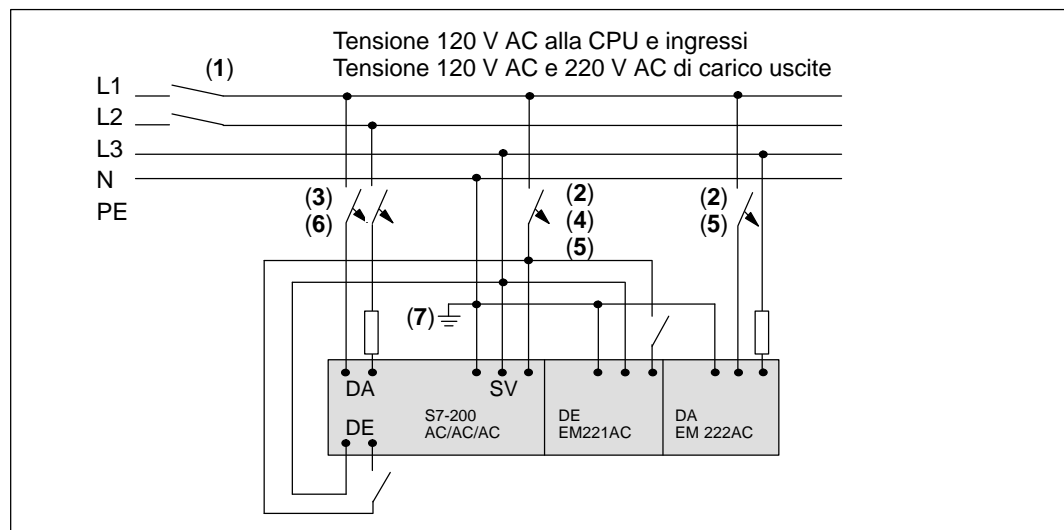 Tensione 120 V AC alla CPU e ingressi
Tensione 120 V AC e 220 V AC di carico uscite
(1)
L1
L2
L3
N
PE
(3)
(6)
(2)
(4)
(5)
(2)
(5)
(7)
DA
SV
DE
S7-200
AC/AC/AC
DE
EM221AC
DA
EM 222AC